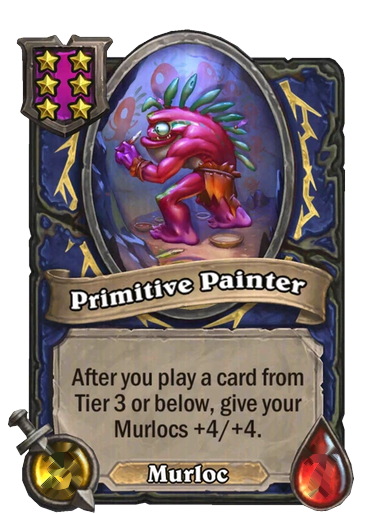 Primitive Painter
After you play a card from
Tier 3 or below, give your
Murlocs +4/+4.
Murloc